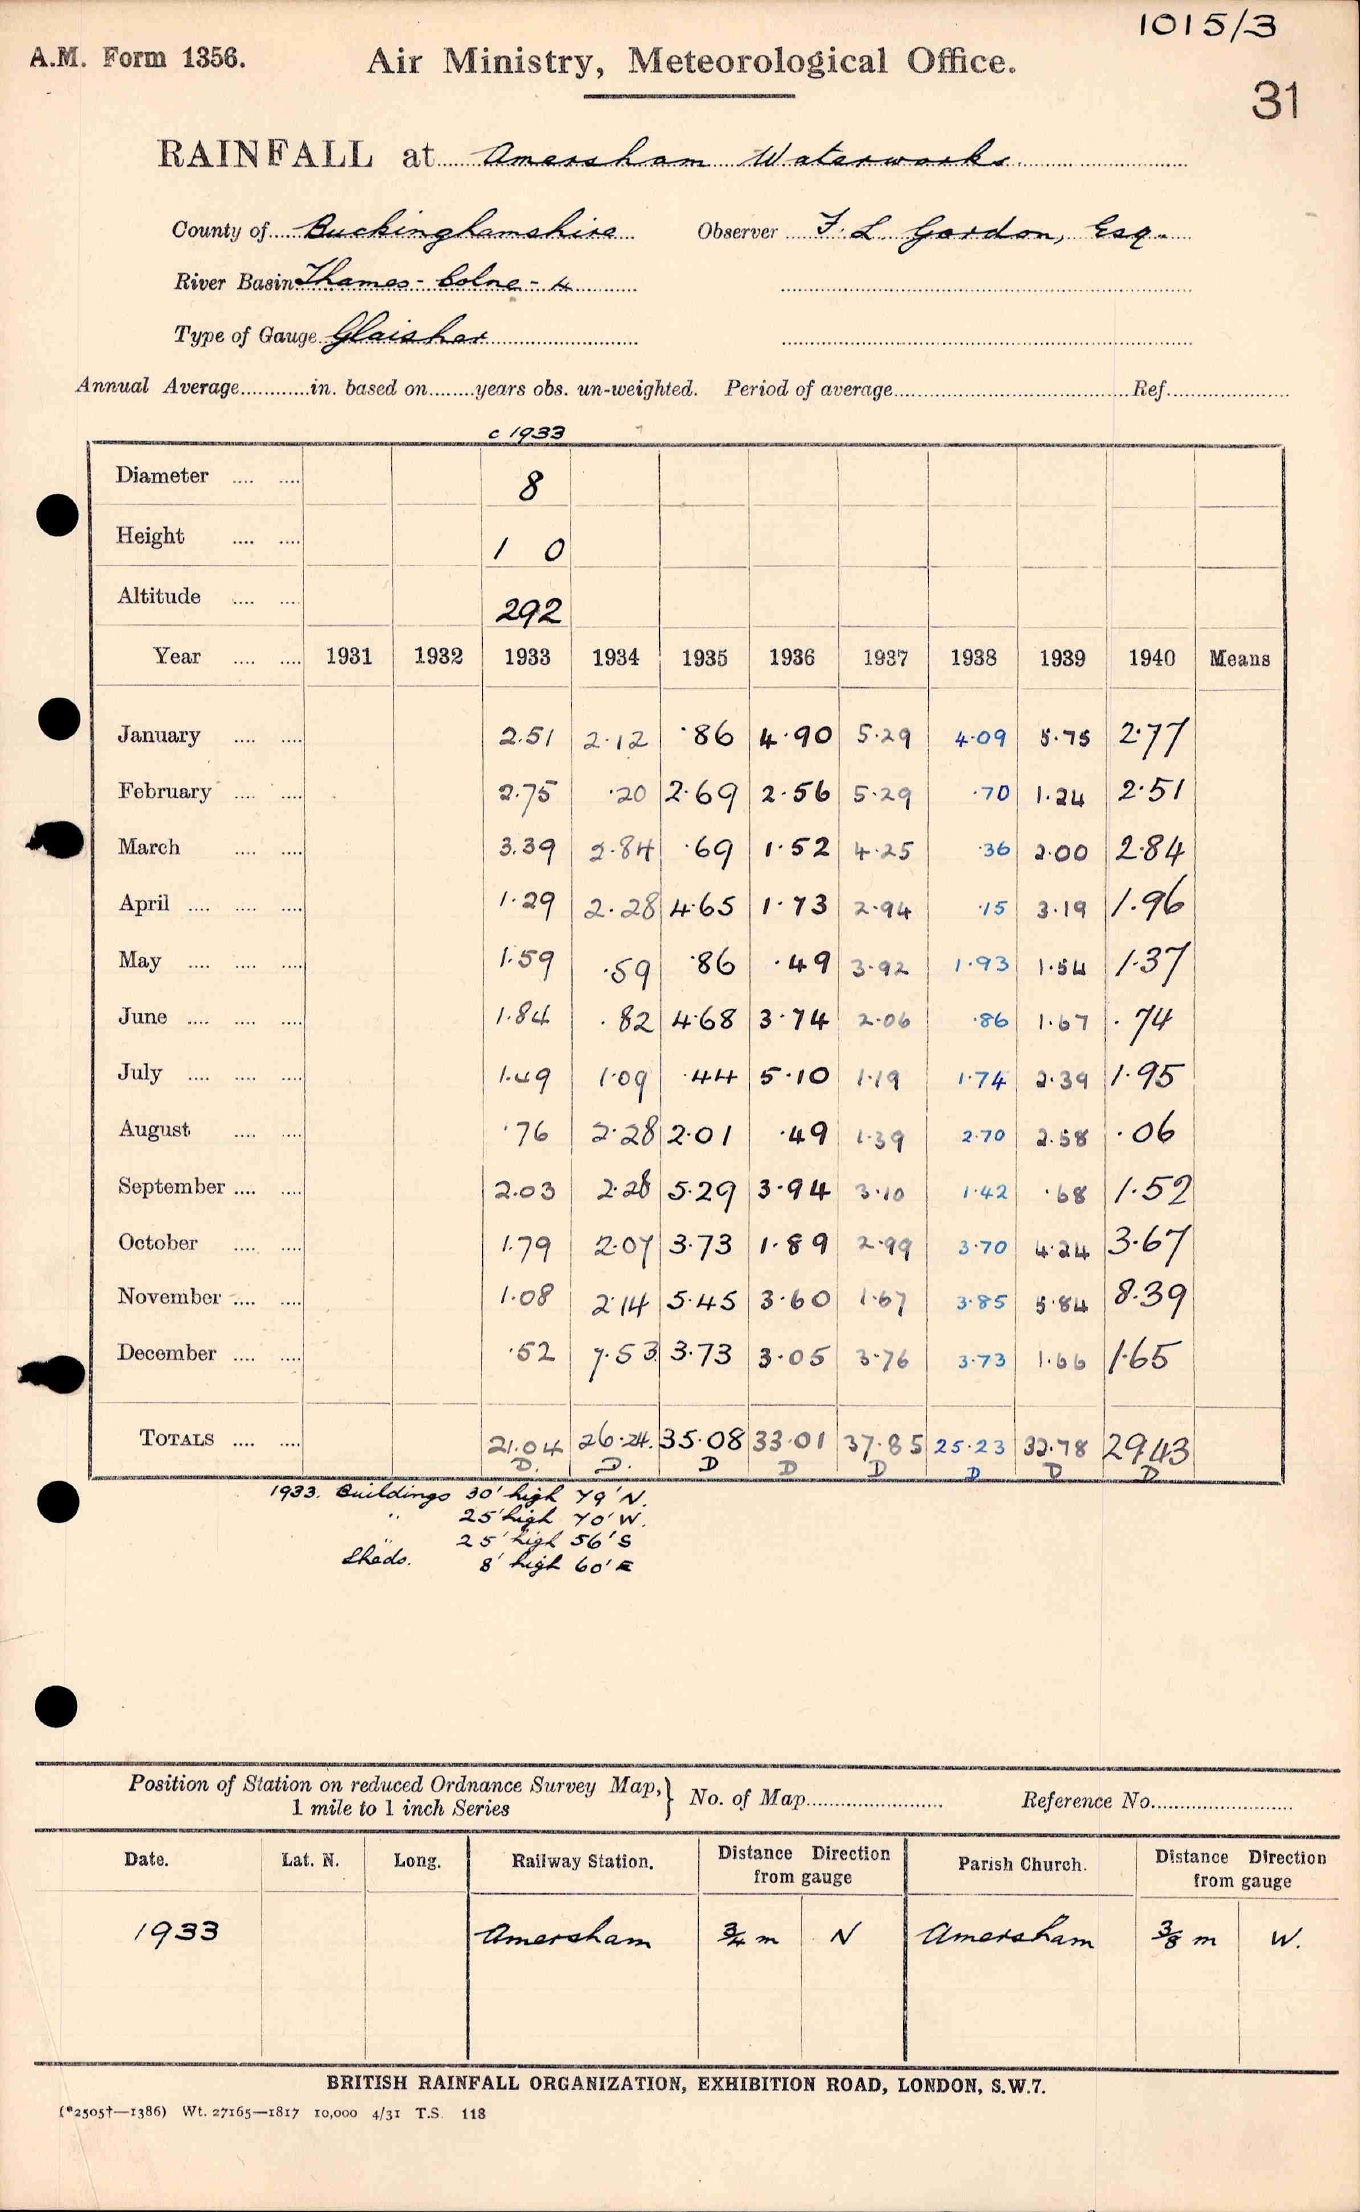 1015/3
A.M. Form 1356. Air Ministry, Meteorological Office.
31
RAINFALL at Amersham Waterworks
County of Buckinghamshire Observer F. L Gordon, Esq.
River Basin Thames - Colne - 4
Type of Gauge Glaisher
Annual Average............in. based on........years obs. un-weighted. Period of average..............................Ref.....................
c 1933
Diameter .... .... 8
Height .... .... 1 0
Altitude .... .... 292
Year .... .... 1931 1932 1933 1934 1935 1936 1937 1938 1939 1940 Means
January .... .... 2.51 2.12 .86 4.90 5.29 4.09 5.75 2.77
February .... .... 2.75 .20 2.69 2.56 5.29 .70 1.24 2.51
March .... .... 3.39 2.84 .69 1.52 4.25 .36 2.00 2.84
April .... .... .... 1.29 2.28 4.65 1.73 2.94 .15 3.19 1.96
May .... .... .... 1.59 .59 .86 .49 3.92 1.93 1.54 1.37
June .... .... .... 1.84 .82 4.68 3.74 2.06 .86 1.67 .74
July .... .... .... 1.49 1.09 .44 5.10 1.19 1.74 2.39 1.95
August .... .... .76 2.28 2.01 .49 1.39 2.70 2.58 .06
September .... .... 2.03 2.28 5.29 3.94 3.10 1.42 .68 1.52
October .... .... 1.79 2.07 3.73 1.89 2.99 3.70 4.24 3.67
November .... .... 1.08 2.14 5.45 3.60 1.67 3.85 5.84 8.39
December .... .... .52 7.53 3.73 3.05 3.76 3.73 1.66 1.65
TOTALS .... .... 21.04 26.24. 35.08 33.01 37.85 25.23 32.78 29.43
D. D. D D D D D D
1933. Buildings 30' high 79' N.
" 25' high 70' W.
" 25' high 56' S
Sheds. 8' high 60' E
Position of Station on reduced Ordnance Survey Map,} No. of Map........................ Reference No.........................
1 mile to 1 inch Series
Date. Lat. N. Long. Railway Station. Distance Direction from gauge Parish Church. Distance Direction from gauge
1933 Amersham ¾ m N Amersham ⅜ m W.
BRITISH RAINFALL ORGANIZATION, EXHIBITION ROAD, LONDON, S.W.7.
(*2505†—1386) Wt. 27165—1817 10,000 4/31 T.S. 118